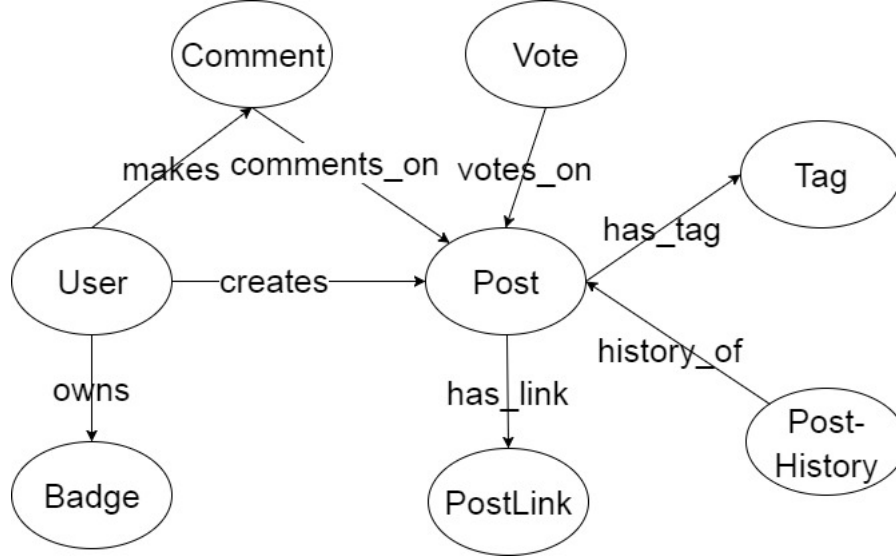 Comment
Vote
makes
comments_on
votes_on
Tag
has_tag
User
creates
Post
history_of
owns
has_link
Post-
History
Badge
PostLink